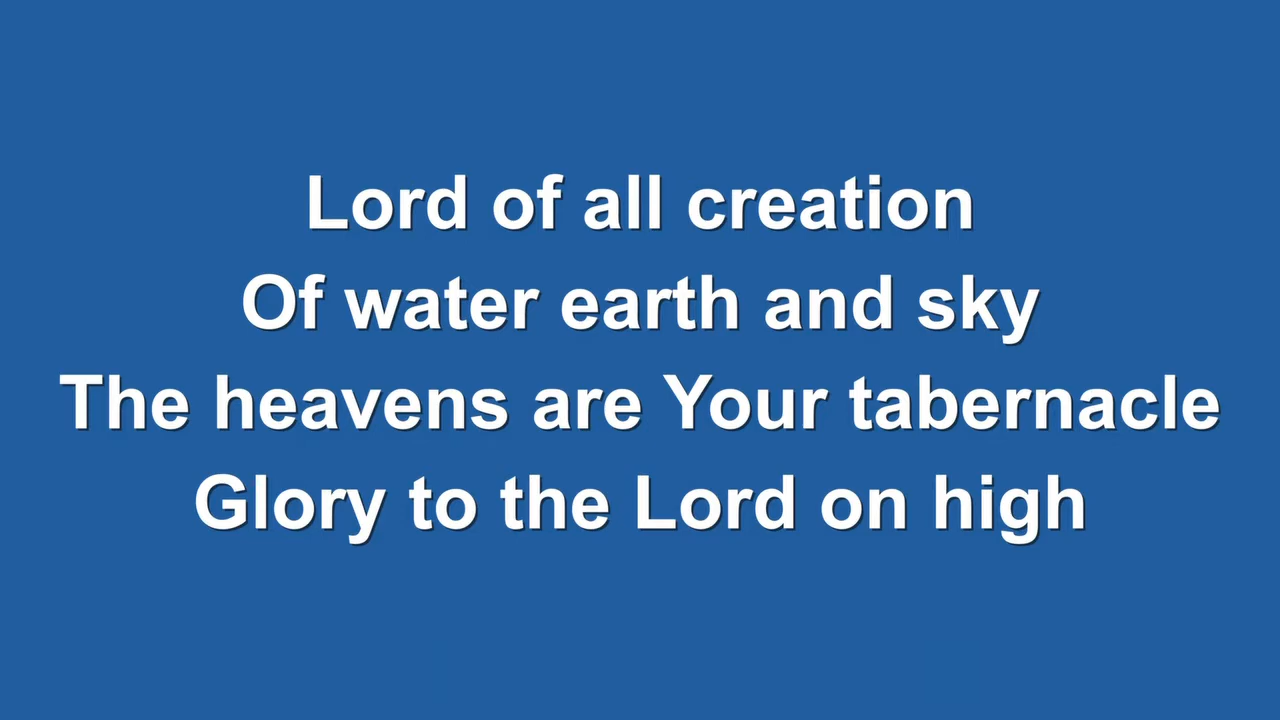 Lord of all creation
Of water earth and sky
The heavens are Your tabernacle
Glory to the Lord on high